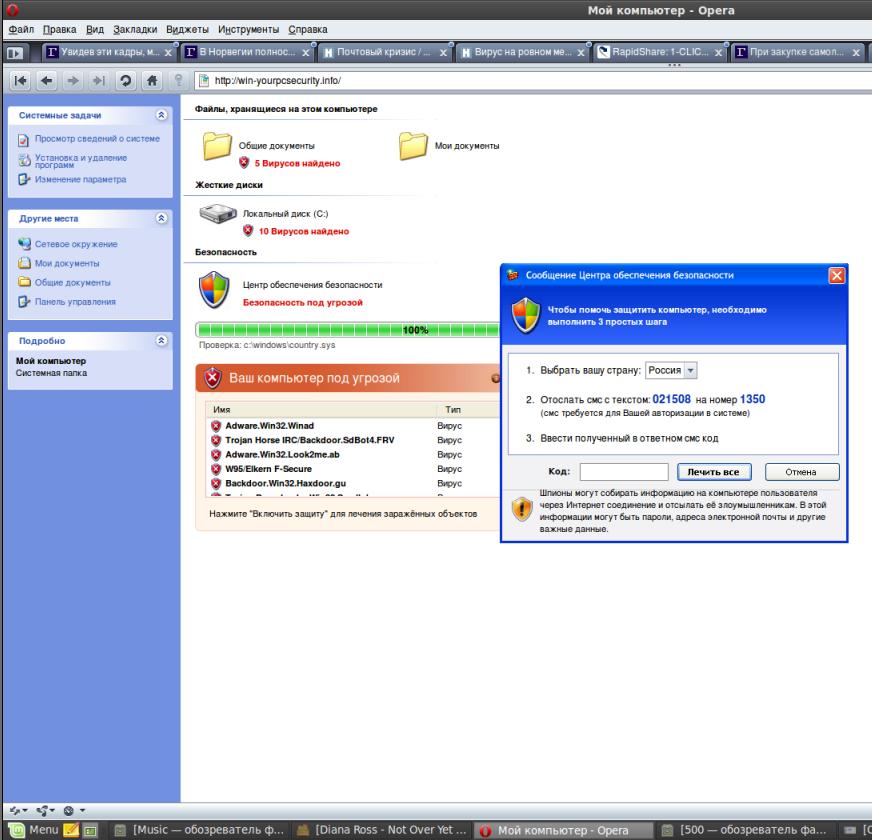 Мой компьютер - Opera
Файл Правка Вид Закладки Виджеты Инструменты Справка
Увидев эти кадры, м... В Норвегии полнос... Почтовый кризис / ... Вирус на ровном ме... RapidShare: 1-CLIC... При закупке самол...
http://win-yourpcsecurity.info/
Системные задачи
Просмотр сведений о системе
Установка и удаление
программ
Изменение параметра
Другие места
Сетевое окружение
Мои документы
Общие документы
Панель управления
Подробно
Мой компьютер
Системная папка
Файлы, хранящиеся на этом компьютере
Общие документы
5 Вирусов найдено
Мои документы
Жесткие диски
Локальный диск (C:)
10 Вирусов найдено
Безопасность
Центр обеспечения безопасности
Безопасность под угрозой
100%
Проверка: c:\windows\country.sys
Ваш компьютер под угрозой
Имя Тип
Adware.Win32.Winad Вирус
Trojan Horse IRC/Backdoor.SdBot4.FRV Вирус
Adware.Win32.Look2me.ab Вирус
W95/Elkern F-Secure Вирус
Backdoor.Win32.Haxdoor.gu Вирус
Нажмите "Включить защиту" для лечения заражённых объектов
Сообщение Центра обеспечения безопасности
Чтобы помочь защитить компьютер, необходимо
выполнить 3 простых шага
1. Выбрать вашу страну: Россия
2. Отослать смс с текстом: 021508 на номер 1350
(смс требуется для Вашей авторизации в системе)
3. Ввести полученный в ответном смс код
Код: Лечить все Отмена
Шпионы могут собирать информацию на компьютере пользователя
через Интернет соединение и отсылать её злоумышленникам. В этой
информации могут быть пароли, адреса электронной почты и другие
важные данные.
Menu [Music — обозреватель ф... [Diana Ross - Not Over Yet ... Мой компьютер - Opera [500 — обозреватель фа...